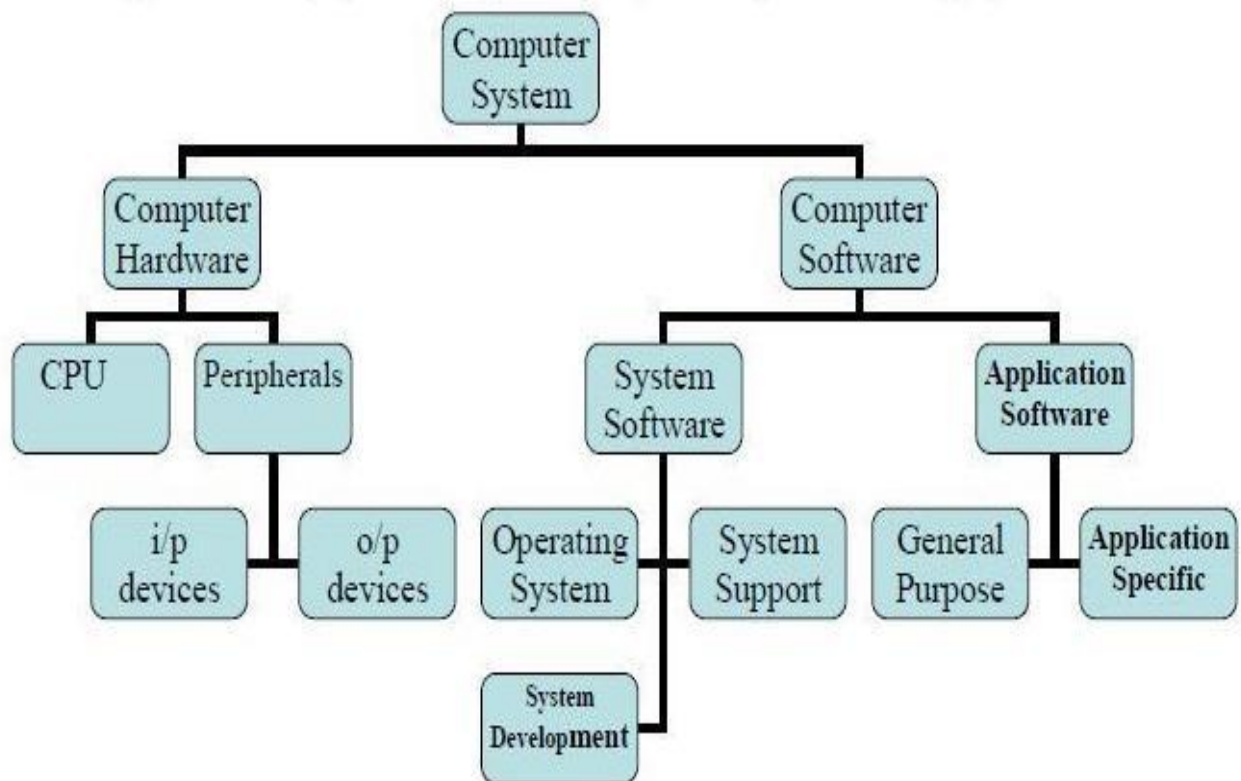 Computer
System
Computer
Hardware
Computer
Software
CPU
Peripherals
System
Software
Application
Software
i/p
devices
o/p
devices
Operating
System
System
Support
General
Purpose
Application
Specific
System
Development